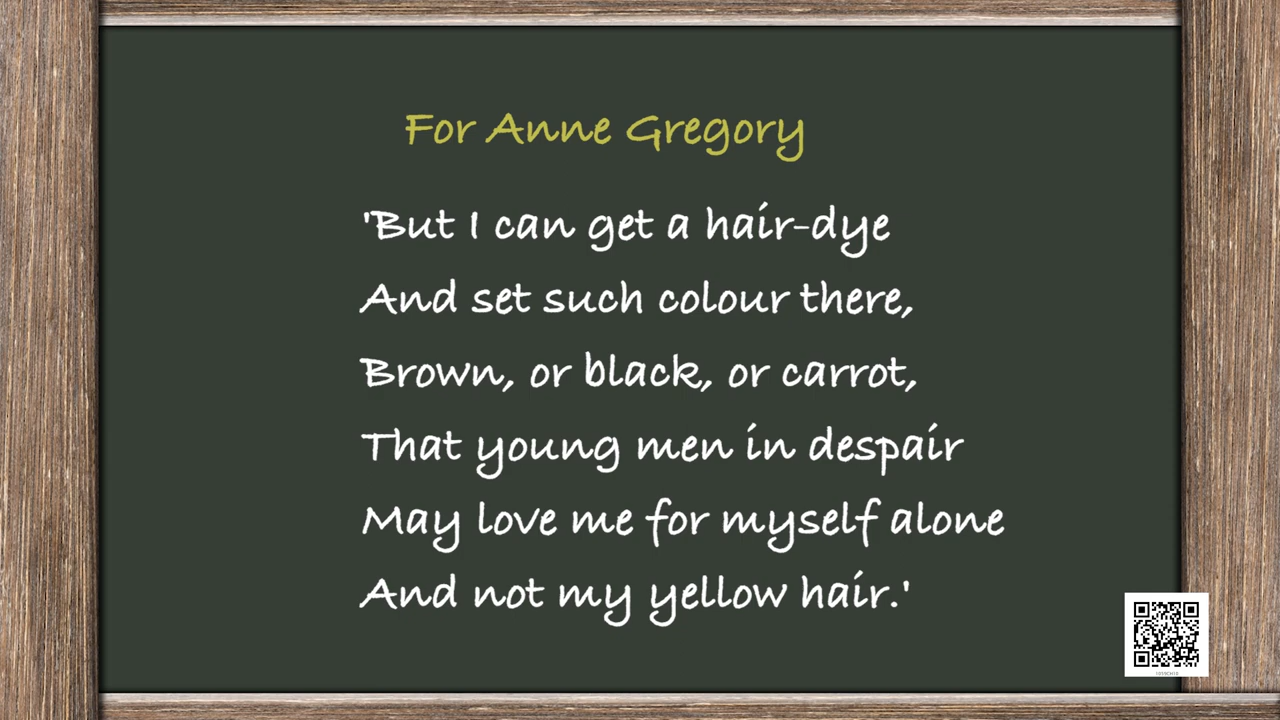 For Anne Gregory
'But I can get a hair-dye
And set such colour there,
Brown, or black, or carrot,
That young men in despair
May love me for myself alone
And not my yellow hair.'